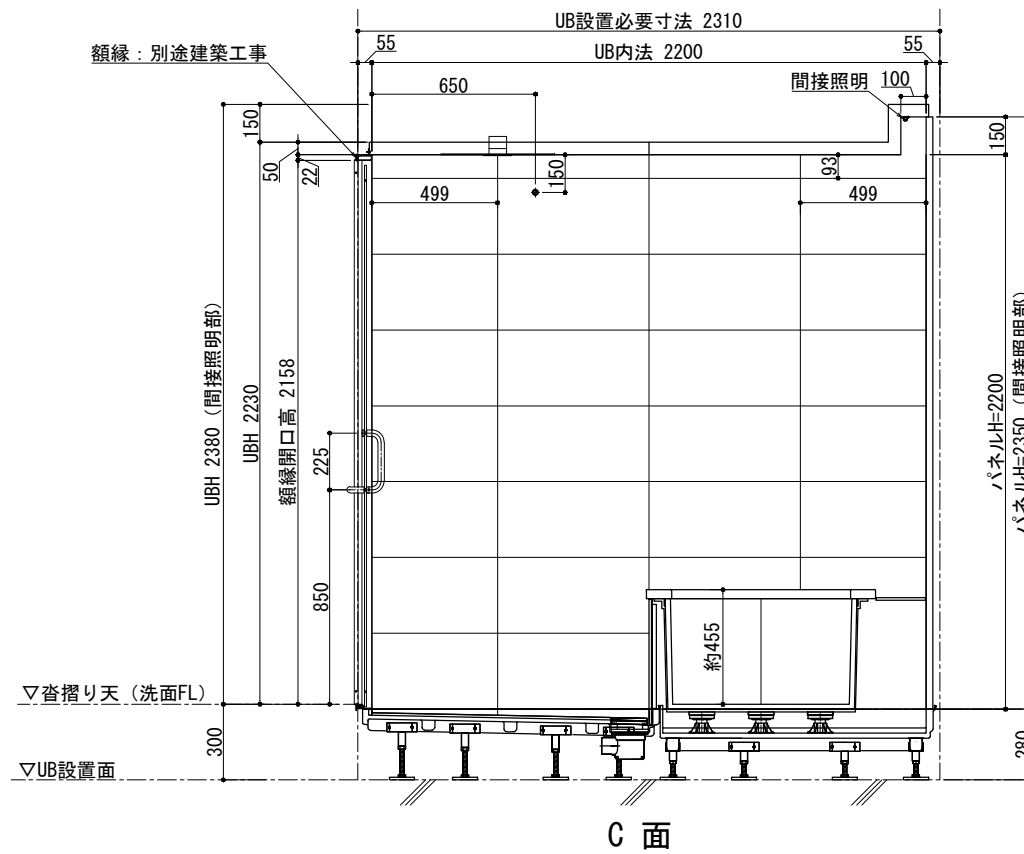 UB設置必要寸法 2310
55
UB内法 2200
55
額縁：別途建築工事
650
間接照明
100
150
150
50
22
150
93
499
499
UBH 2380 (間接照明部)
UBH 2230
額縁開口高 2158
225
850
パネルH=2200
パネルH=2350 (間接照明部)
約455
▽沓摺り天 (洗面FL)
300
280
▽UB設置面
C 面